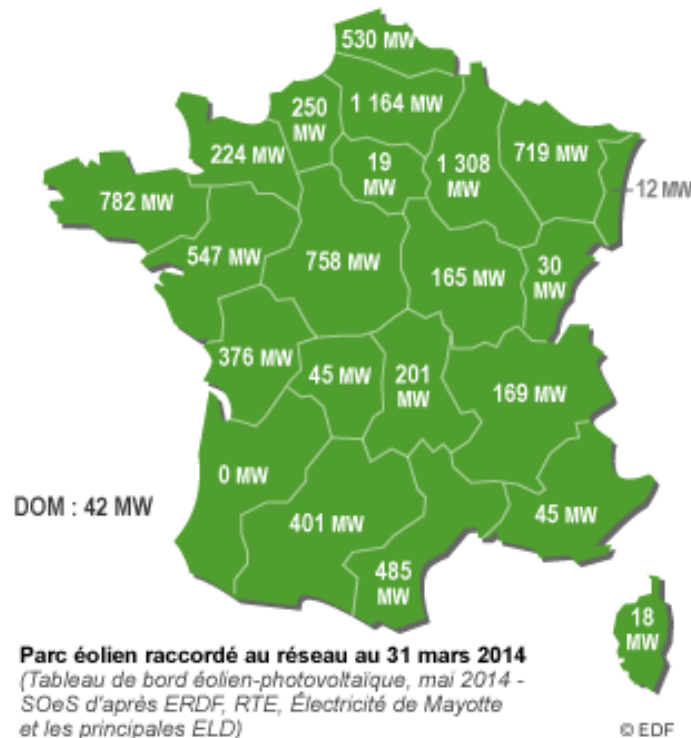 530 MW
1 164 MW
250
MW
224 MW
19
MW
1 308
MW
719 MW
12 MW
782 MW
547 MW
758 MW
165 MW
30
MW
376 MW
45 MW
201
MW
169 MW
0 MW
DOM : 42 MW
401 MW
45 MW
485
MW
18
MW
Parc éolien raccordé au réseau au 31 mars 2014
(Tableau de bord éolien-photovoltaïque, mai 2014 -
SOeS d'après ERDF, RTE, Électricité de Mayotte
et les principales ELD)
© EDF